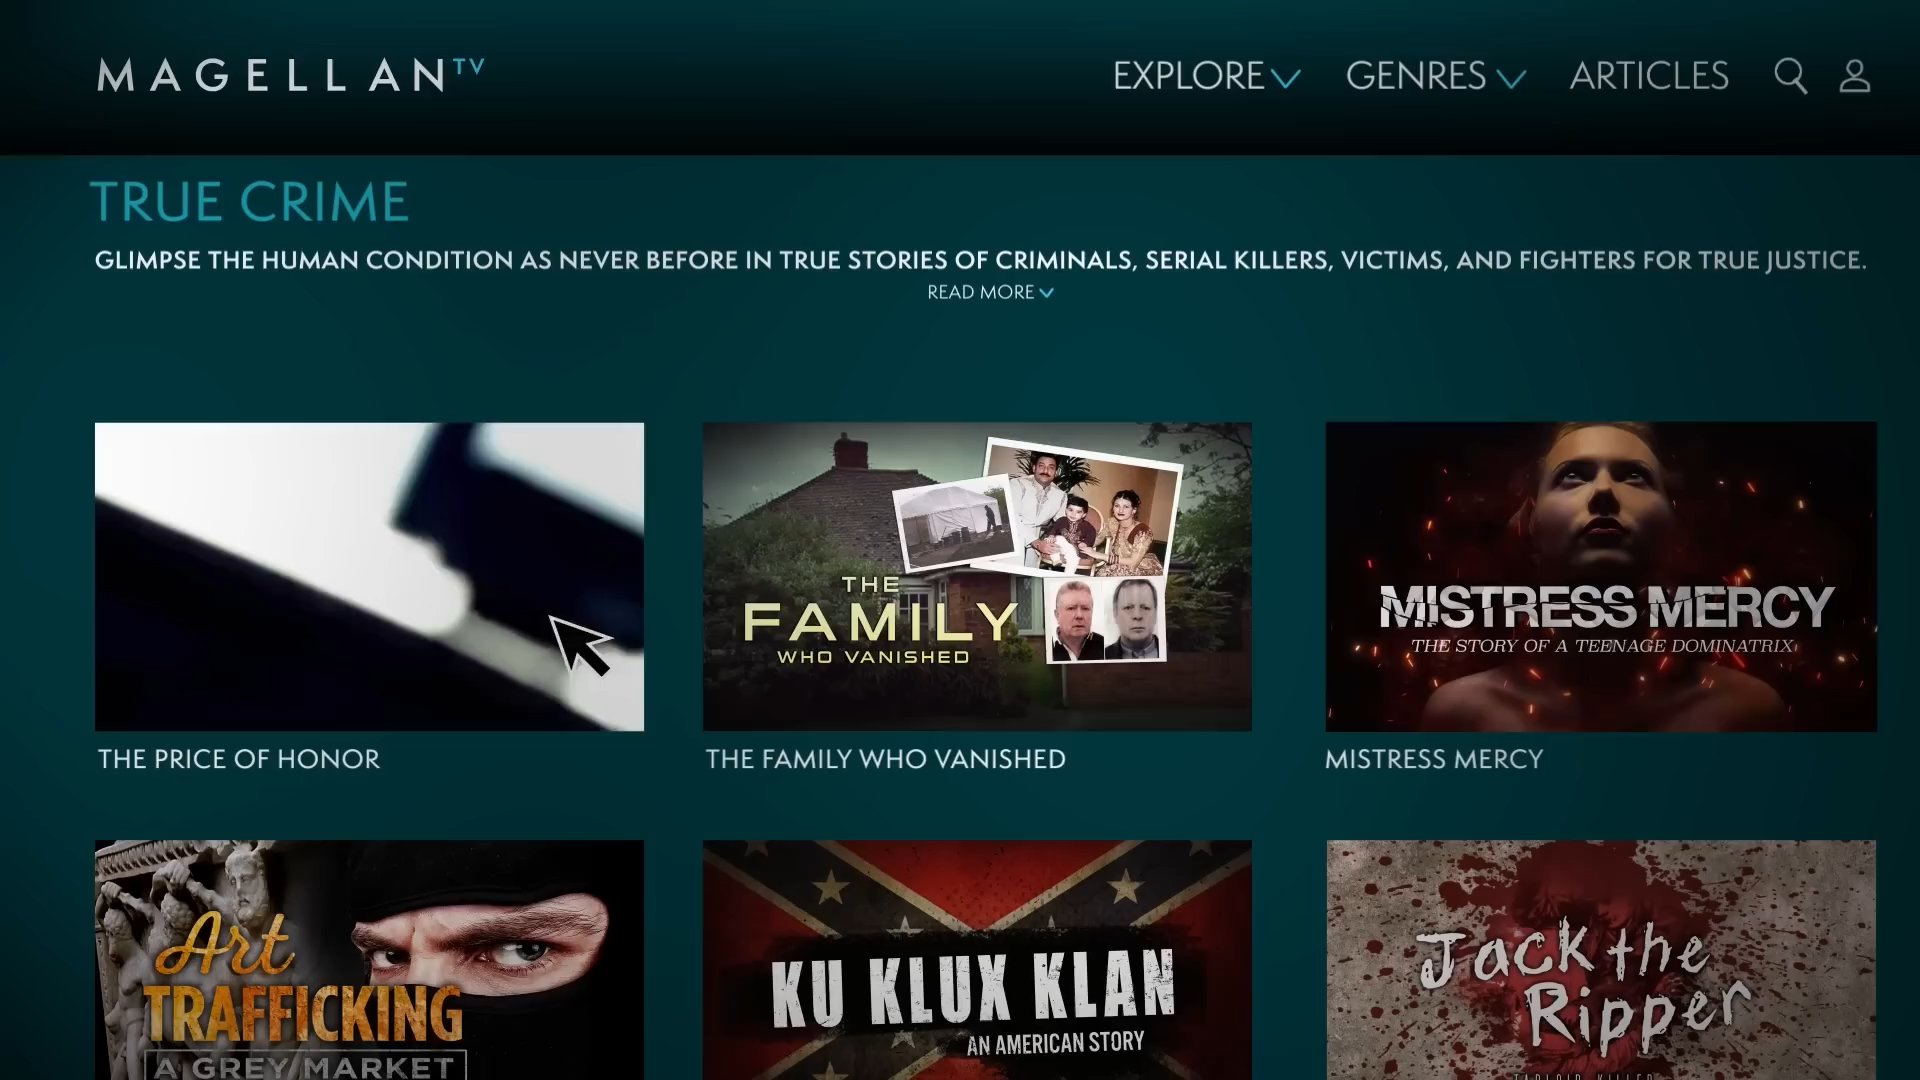 MAGELLAN TV
EXPLORE GENRES ARTICLES
TRUE CRIME
GLIMPSE THE HUMAN CONDITION AS NEVER BEFORE IN TRUE STORIES OF CRIMINALS, SERIAL KILLERS, VICTIMS, AND FIGHTERS FOR TRUE JUSTICE.
READ MORE
THE
FAMILY
WHO VANISHED
MISTRESS MERCY
THE STORY OF A TEENAGE DOMINATRIX
THE PRICE OF HONOR
THE FAMILY WHO VANISHED
MISTRESS MERCY
Art
TRAFFICKING
A GREY MARKET
KU KLUX KLAN
AN AMERICAN STORY
Jack the
Ripper